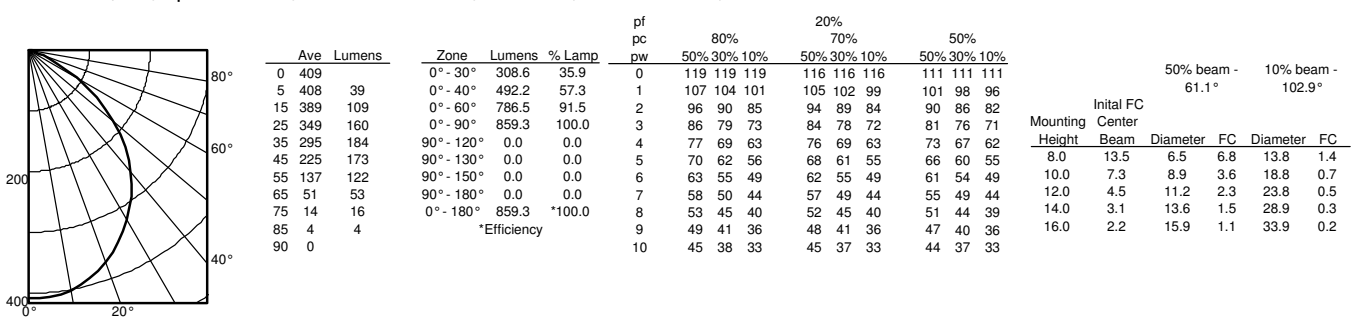 80°
60°
40°
200
400
0° 20°
Ave Lumens
0 409
5 408 39
15 389 109
25 349 160
35 295 184
45 225 173
55 137 122
65 51 53
75 14 16
85 4 4
90 0
Zone Lumens % Lamp
0° - 30° 308.6 35.9
0° - 40° 492.2 57.3
0° - 60° 786.5 91.5
0° - 90° 859.3 100.0
90° - 120° 0.0 0.0
90° - 130° 0.0 0.0
90° - 150° 0.0 0.0
90° - 180° 0.0 0.0
0° - 180° 859.3 *100.0
*Efficiency
pf 20%
pc 80% 70% 50%
pw 50% 30% 10% 50% 30% 10% 50% 30% 10%
0 119 119 119 116 116 116 111 111 111
1 107 104 101 105 102 99 101 98 96
2 96 90 85 94 89 84 90 86 82
3 86 79 73 84 78 72 81 76 71
4 77 69 63 76 69 63 73 67 62
5 70 62 56 68 61 55 66 60 55
6 63 55 49 62 55 49 61 54 49
7 58 50 44 57 49 44 55 49 44
8 53 45 40 52 45 40 51 44 39
9 49 41 36 48 41 36 47 40 36
10 45 38 33 45 37 33 44 37 33
50% beam - 10% beam -
61.1° 102.9°
Inital FC
Mounting Center
Height Beam Diameter FC Diameter FC
8.0 13.5 6.5 6.8 13.8 1.4
10.0 7.3 8.9 3.6 18.8 0.7
12.0 4.5 11.2 2.3 23.8 0.5
14.0 3.1 13.6 1.5 28.9 0.3
16.0 2.2 15.9 1.1 33.9 0.2